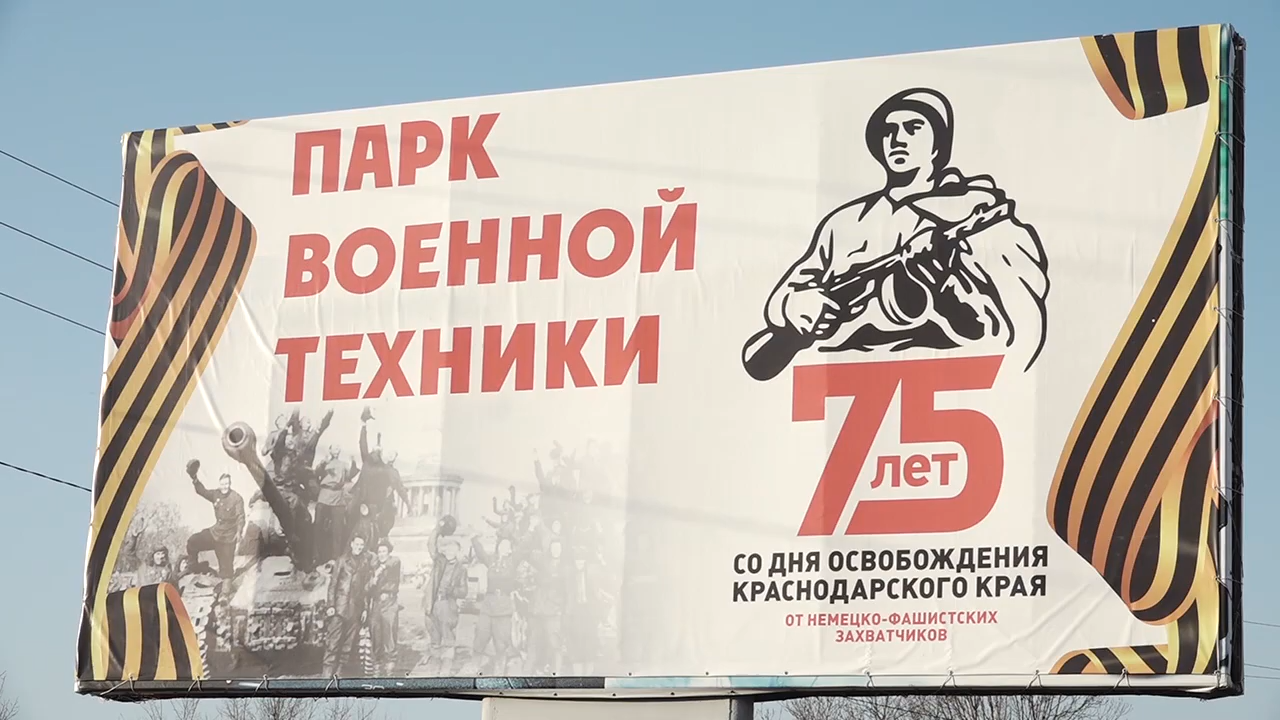 ПАРК
ВОЕННОЙ
ТЕХНИКИ
75
лет
СО ДНЯ ОСВОБОЖДЕНИЯ
КРАСНОДАРСКОГО КРАЯ
ОТ НЕМЕЦКО-ФАШИСТСКИХ
ЗАХВАТЧИКОВ